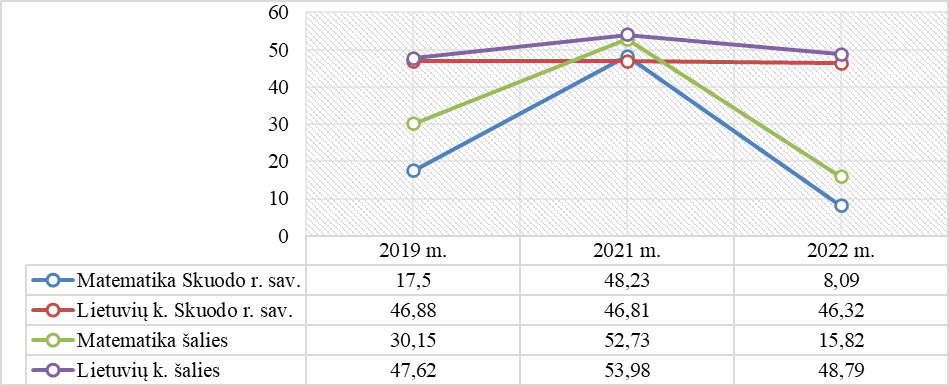 60
50
40
30
20
10
0
2019 m. 2021 m. 2022 m.
Matematika Skuodo r. sav. 17,5 48,23 8,09
Lietuvių k. Skuodo r. sav. 46,88 46,81 46,32
Matematika šalies 30,15 52,73 15,82
Lietuvių k. šalies 47,62 53,98 48,79